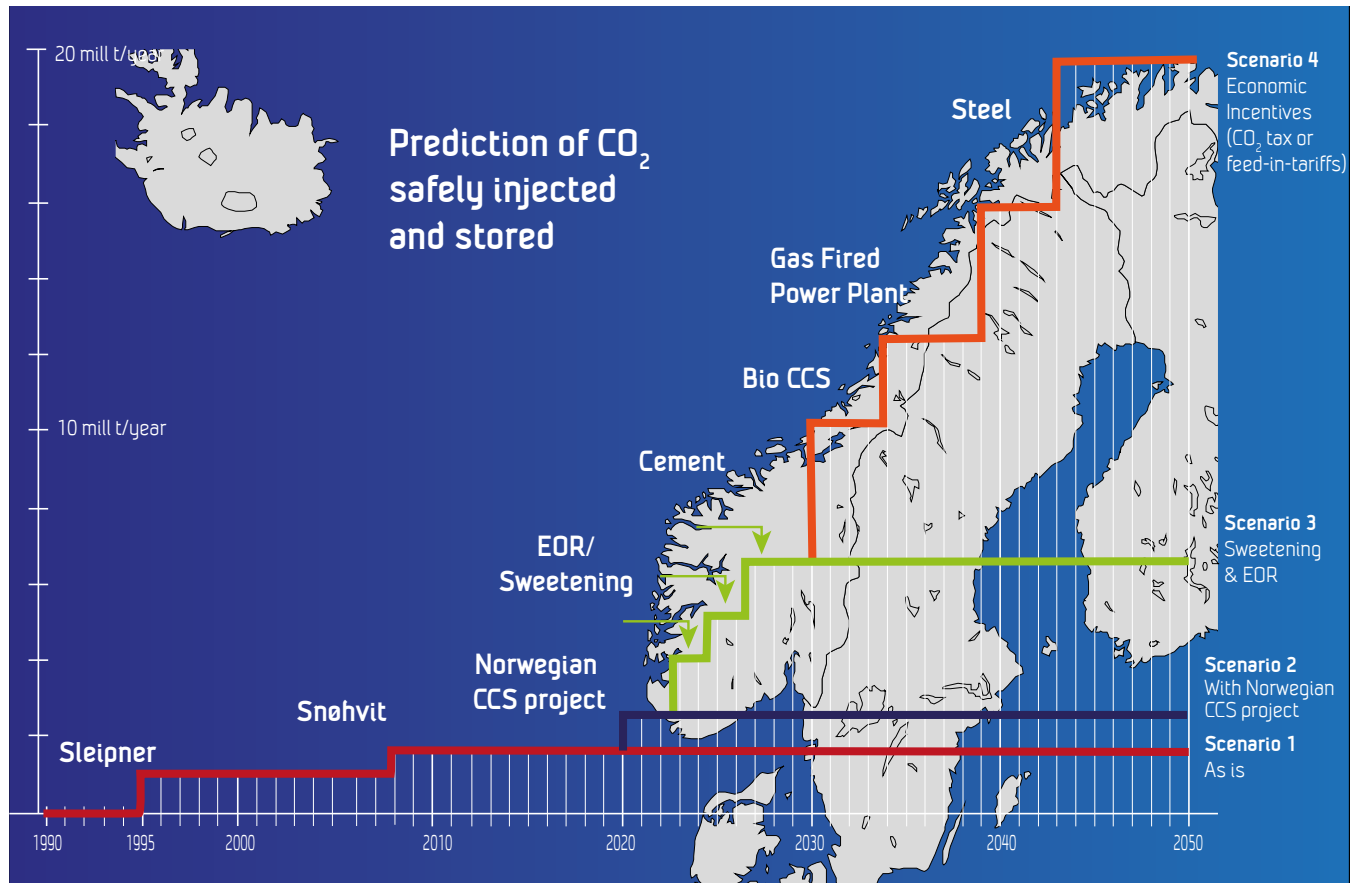 20 mill t/year
Prediction of CO₂
safely injected
and stored
Steel
Scenario 4
Economic
Incentives
(CO₂ tax or
feed-in-tariffs)
Gas Fired
Power Plant
Bio CCS
10 mill t/year
Cement
EOR/
Sweetening
Scenario 3
Sweetening
& EOR
Norwegian
CCS project
Snøhvit
Sleipner
Scenario 2
With Norwegian
CCS project
Scenario 1
As is
1990 1995 2000 2010 2020 2030 2040 2050